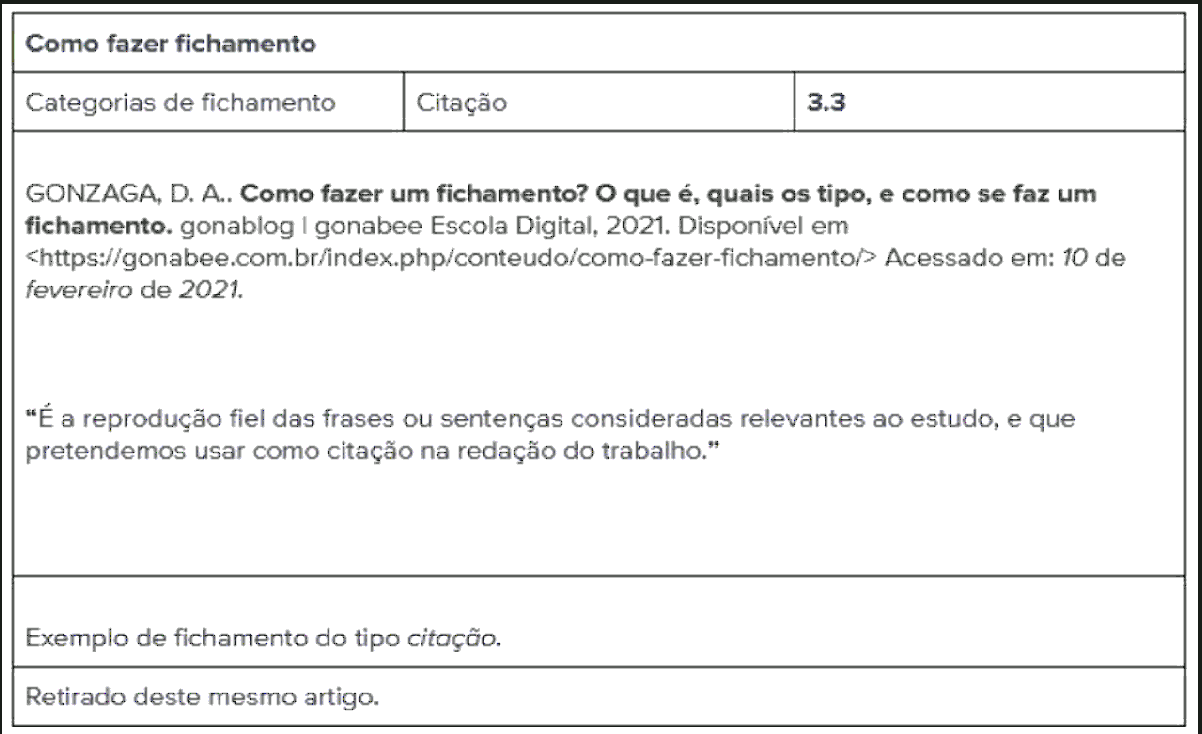 Como fazer fichamento
Categorias de fichamento Citação 3.3
GONZAGA, D. A.. Como fazer um fichamento? O que é, quais os tipo, e como se faz um
fichamento. gonablog | gonabee Escola Digital, 2021. Disponível em
<https://gonabee.com.br/index.php/conteudo/como-fazer-fichamento/> Acessado em: 10 de
fevereiro de 2021.
“É a reprodução fiel das frases ou sentenças consideradas relevantes ao estudo, e que
pretendemos usar como citação na redação do trabalho.”
Exemplo de fichamento do tipo citação.
Retirado deste mesmo artigo.